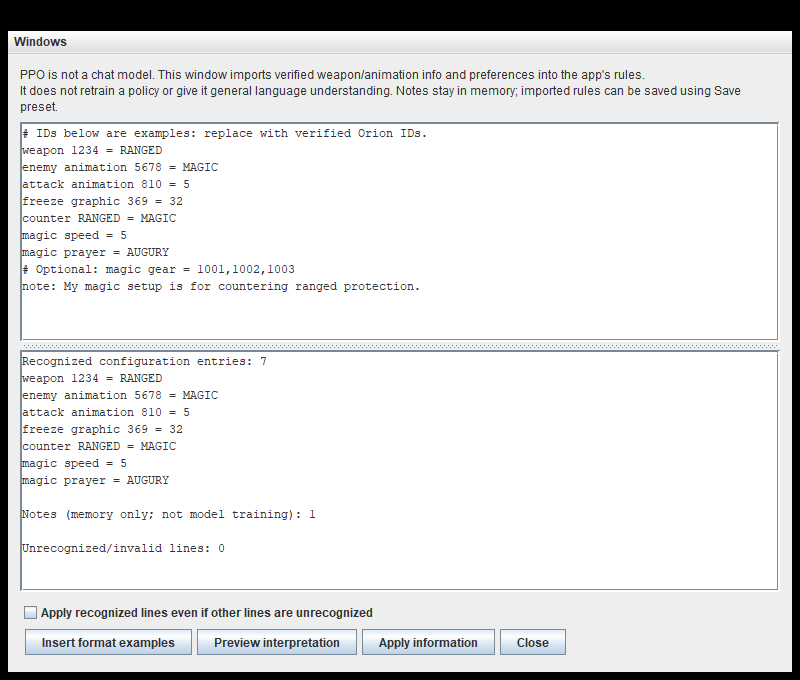 Windows
PPO is not a chat model. This window imports verified weapon/animation info and preferences into the app's rules.
It does not retrain a policy or give it general language understanding. Notes stay in memory; imported rules can be saved using Save
preset.
# IDs below are examples: replace with verified Orion IDs.
weapon 1234 = RANGED
enemy animation 5678 = MAGIC
attack animation 810 = 5
freeze graphic 369 = 32
counter RANGED = MAGIC
magic speed = 5
magic prayer = AUGURY
# Optional: magic gear = 1001,1002,1003
note: My magic setup is for countering ranged protection.
Recognized configuration entries: 7
weapon 1234 = RANGED
enemy animation 5678 = MAGIC
attack animation 810 = 5
freeze graphic 369 = 32
counter RANGED = MAGIC
magic speed = 5
magic prayer = AUGURY
Notes (memory only; not model training): 1
Unrecognized/invalid lines: 0
Apply recognized lines even if other lines are unrecognized
Insert format examples Preview interpretation Apply information Close